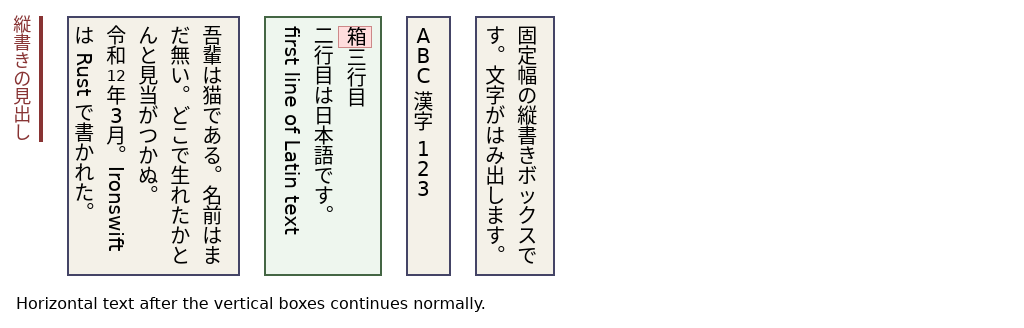 縦書きの見出し
吾輩は猫である。名前はま
だ無い。どこで生れたかと
んと見当がつかぬ。
令和12年3月。Ironswift
は Rust で書かれた。
first line of Latin text
二行目は日本語です。
箱三行目
ABC 漢字 123
固定幅の縦書きボックスで
す。文字がはみ出します。
Horizontal text after the vertical boxes continues normally.